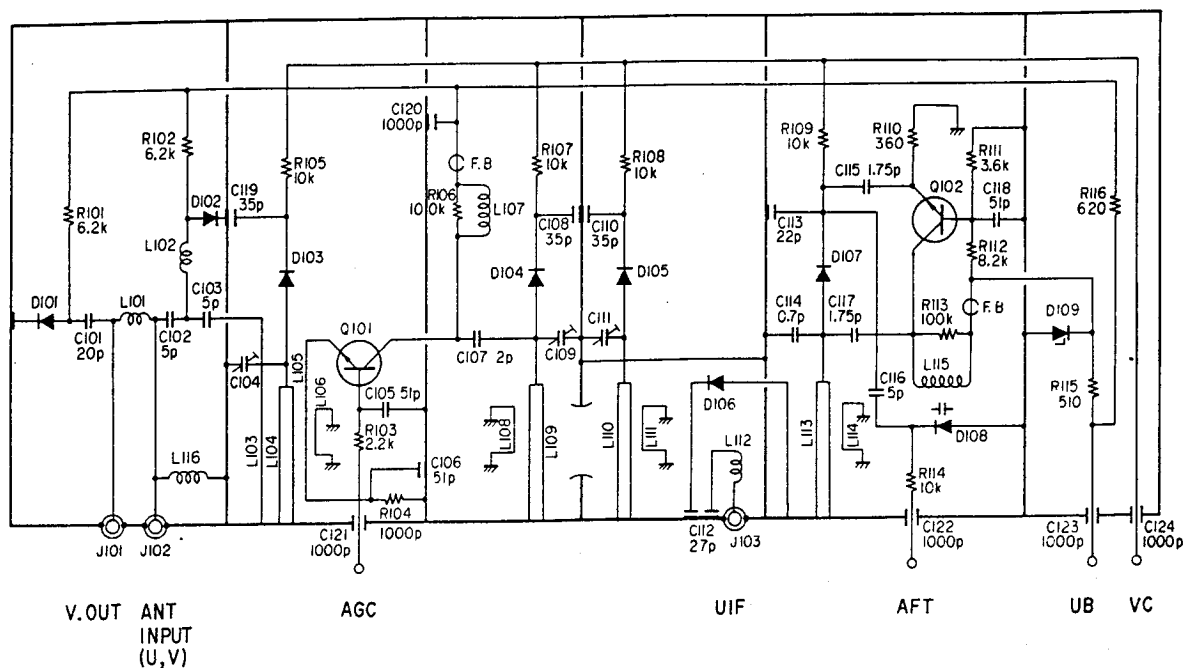 C120
1000p
R102
6.2k
R105
10k
F.B
R107
10k
R108
10k
R109
10k
R110
360
R111
3.6k
C115 1.75p
Q102
C118
51p
R116
620
D102
C119
35p
R101
6.2k
R106
100k
L107
C108
35p
C110
35p
C113
22p
R112
8.2k
L102
D103
D104
D105
D107
D101
L101
C103
5p
Q101
C111
C114
0.7p
C117
1.75p
R113
100k
F.B
D109
C101
20p
C102
5p
C104
C107 2p
C109
L105
L106
C105 51p
R103
2.2k
D106
C116
5p
L115
R115
510
D108
L103
L104
L108
L109
L110
L111
L112
L113
L114
L116
C106
51p
R104
R114
10k
J101
J102
C121
1000p
1000p
C112
27p
J103
C122
1000p
C123
1000p
C124
1000p
V.OUT
ANT
INPUT
(U,V)
AGC
UIF
AFT
UB
VC